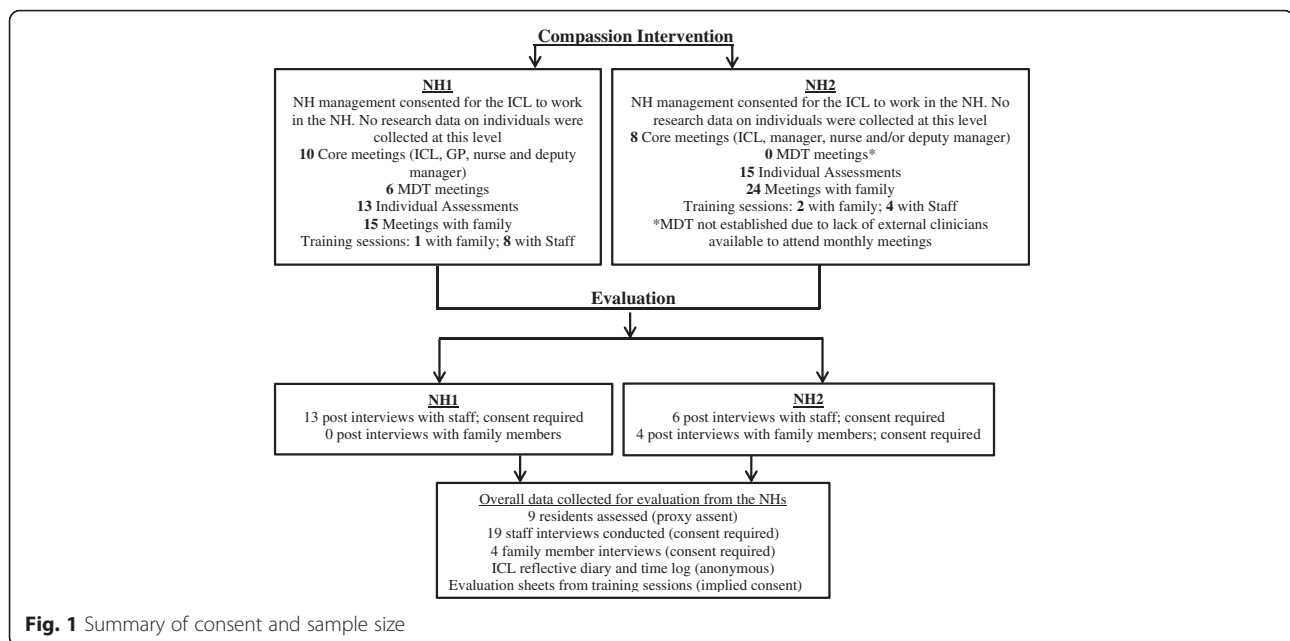 Compassion Intervention
NH1
NH management consented for the ICL to work
in the NH. No research data on individuals were
collected at this level
10 Core meetings (ICL, GP, nurse and deputy
manager)
6 MDT meetings
13 Individual Assessments
15 Meetings with family
Training sessions: 1 with family; 8 with Staff
NH2
NH management consented for the ICL to work in the NH. No
research data on individuals were collected at this level
8 Core meetings (ICL, manager, nurse and/or deputy manager)
0 MDT meetings*
15 Individual Assessments
24 Meetings with family
Training sessions: 2 with family; 4 with Staff
*MDT not established due to lack of external clinicians
available to attend monthly meetings
Evaluation
NH1
13 post interviews with staff; consent required
0 post interviews with family members
NH2
6 post interviews with staff; consent required
4 post interviews with family members; consent required
Overall data collected for evaluation from the NHs
9 residents assessed (proxy assent)
19 staff interviews conducted (consent required)
4 family member interviews (consent required)
ICL reflective diary and time log (anonymous)
Evaluation sheets from training sessions (implied consent)
Fig. 1 Summary of consent and sample size